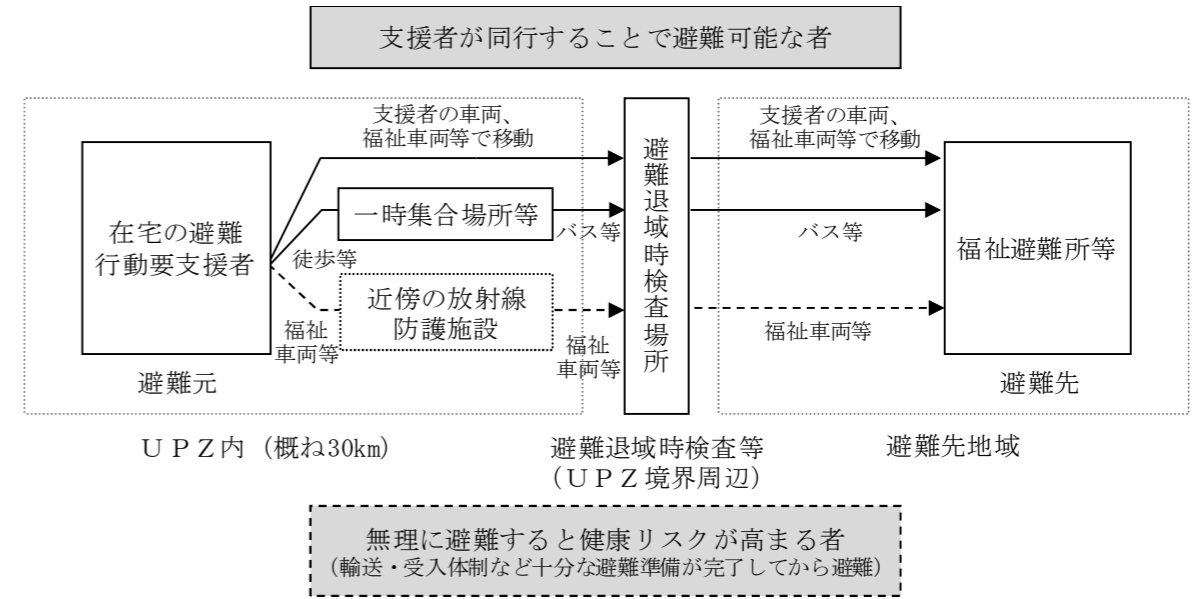 支援者が同行することで避難可能な者
支援者の車両、
福祉車両等で移動
支援者の車両、
福祉車両等で移動
在宅の避難
行動要支援者
一時集合場所等
徒歩等
バス等
バス等
近傍の放射線
防護施設
福祉
車両等
福祉
車両等
福祉車両等
避難退域時検査場所
福祉避難所等
避難元
避難先
ＵＰＺ内（概ね30km）
避難退域時検査等
（ＵＰＺ境界周辺）
避難先地域
無理に避難すると健康リスクが高まる者
（輸送・受入体制など十分な避難準備が完了してから避難）